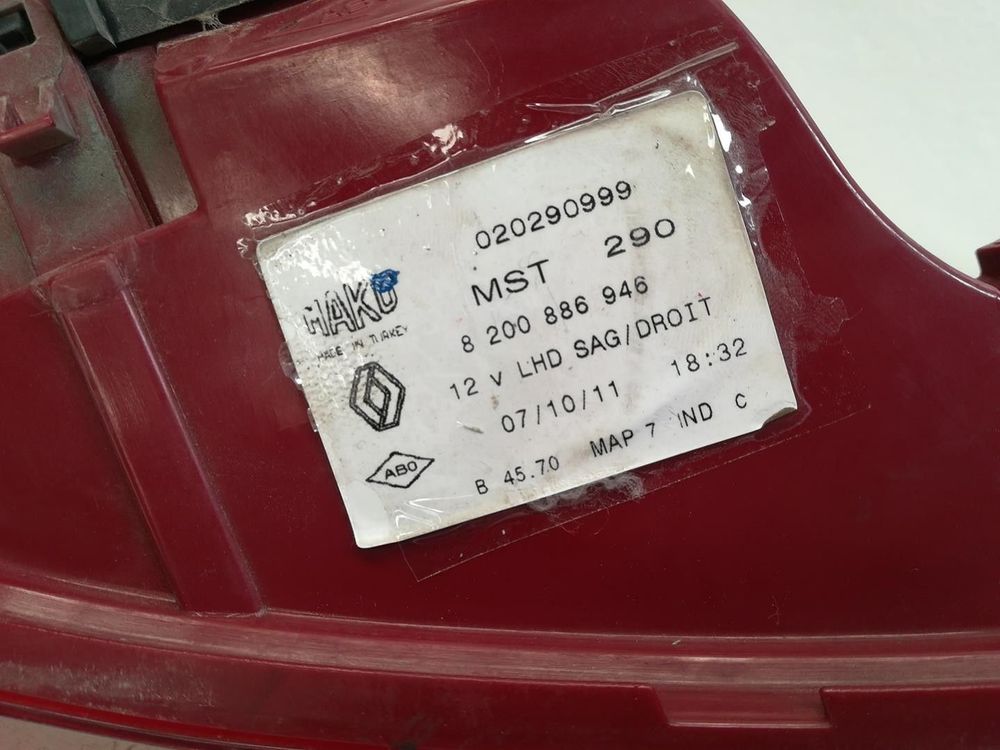 020290999
MAKO
MADE IN TURKEY
MST 290
8 200 886 946
12 V LHD SAG/DROIT
07/10/11 18:32
ABO
B 45.70 MAP 7 IND C